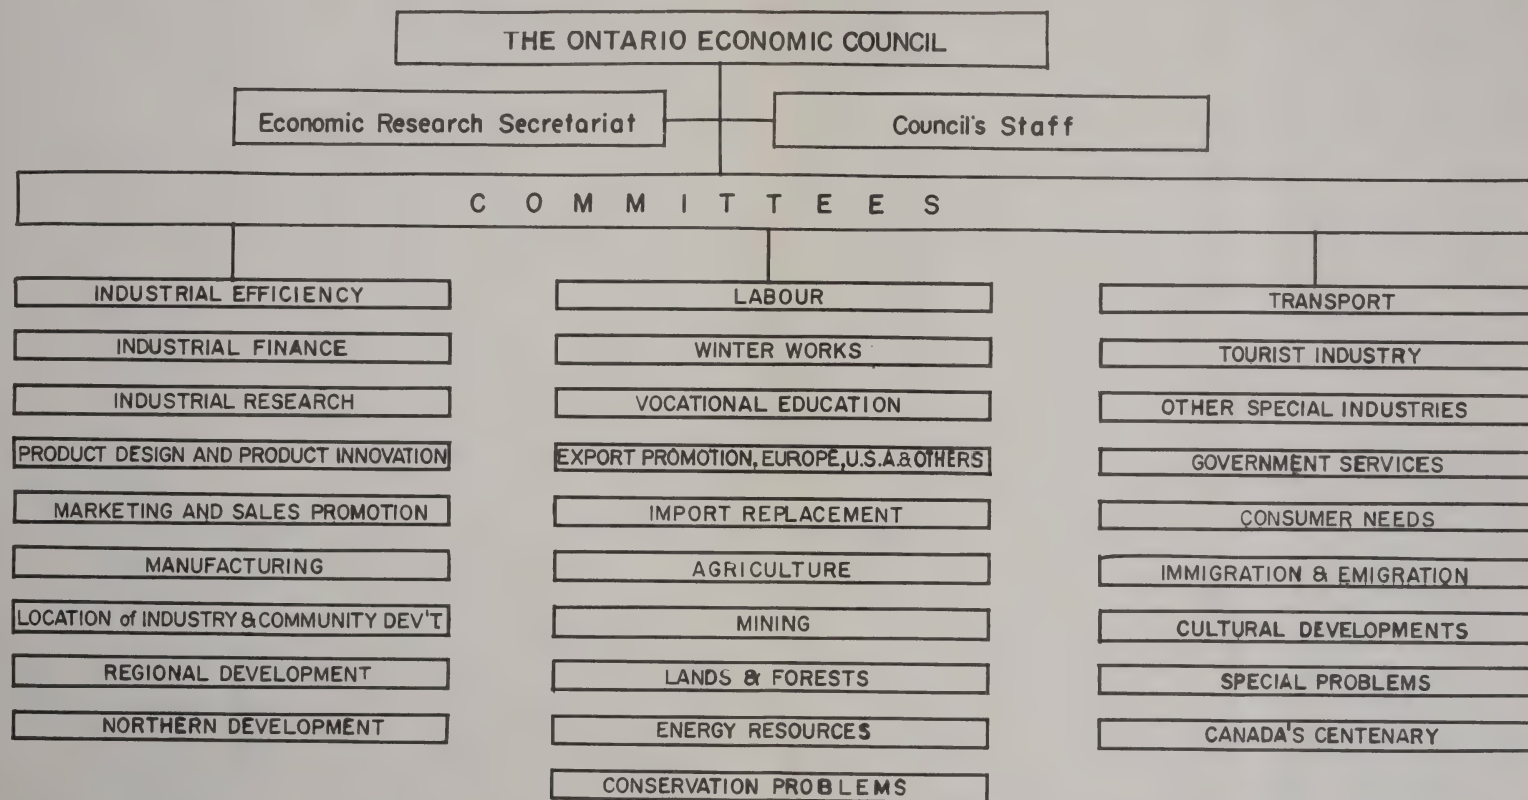 THE ONTARIO ECONOMIC COUNCIL
Economic Research Secretariat
Council's Staff
COMMITTEES
INDUSTRIAL EFFICIENCY
INDUSTRIAL FINANCE
INDUSTRIAL RESEARCH
PRODUCT DESIGN AND PRODUCT INNOVATION
MARKETING AND SALES PROMOTION
MANUFACTURING
LOCATION of INDUSTRY & COMMUNITY DEV'T
REGIONAL DEVELOPMENT
NORTHERN DEVELOPMENT
LABOUR
WINTER WORKS
VOCATIONAL EDUCATION
EXPORT PROMOTION, EUROPE, U.S.A & OTHERS
IMPORT REPLACEMENT
AGRICULTURE
MINING
LANDS & FORESTS
ENERGY RESOURCES
CONSERVATION PROBLEMS
TRANSPORT
TOURIST INDUSTRY
OTHER SPECIAL INDUSTRIES
GOVERNMENT SERVICES
CONSUMER NEEDS
IMMIGRATION & EMIGRATION
CULTURAL DEVELOPMENTS
SPECIAL PROBLEMS
CANADA'S CENTENARY